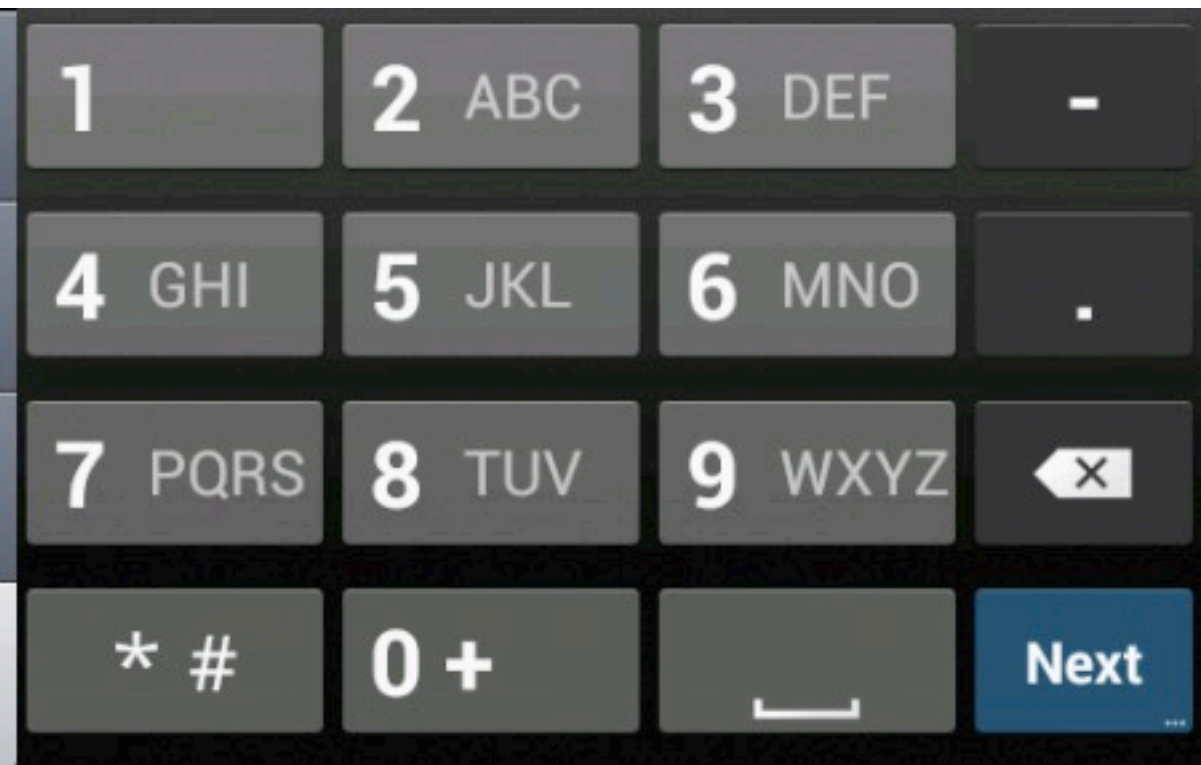 1 2 ABC 3 DEF -
4 GHI 5 JKL 6 MNO .
7 PQRS 8 TUV 9 WXYZ
* # 0 + Next ...